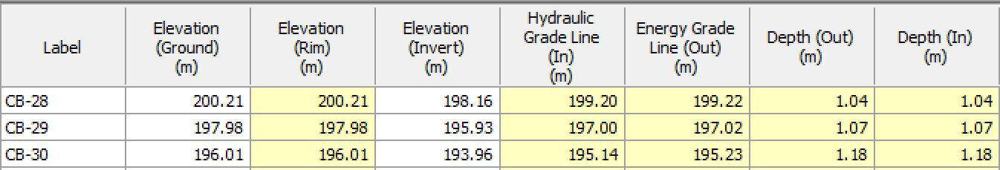 Label Elevation (Ground) (m) Elevation (Rim) (m) Elevation (Invert) (m) Hydraulic Grade Line (In) (m) Energy Grade Line (Out) (m) Depth (Out) (m) Depth (In) (m)
CB-28 200.21 200.21 198.16 199.20 199.22 1.04 1.04
CB-29 197.98 197.98 195.93 197.00 197.02 1.07 1.07
CB-30 196.01 196.01 193.96 195.14 195.23 1.18 1.18